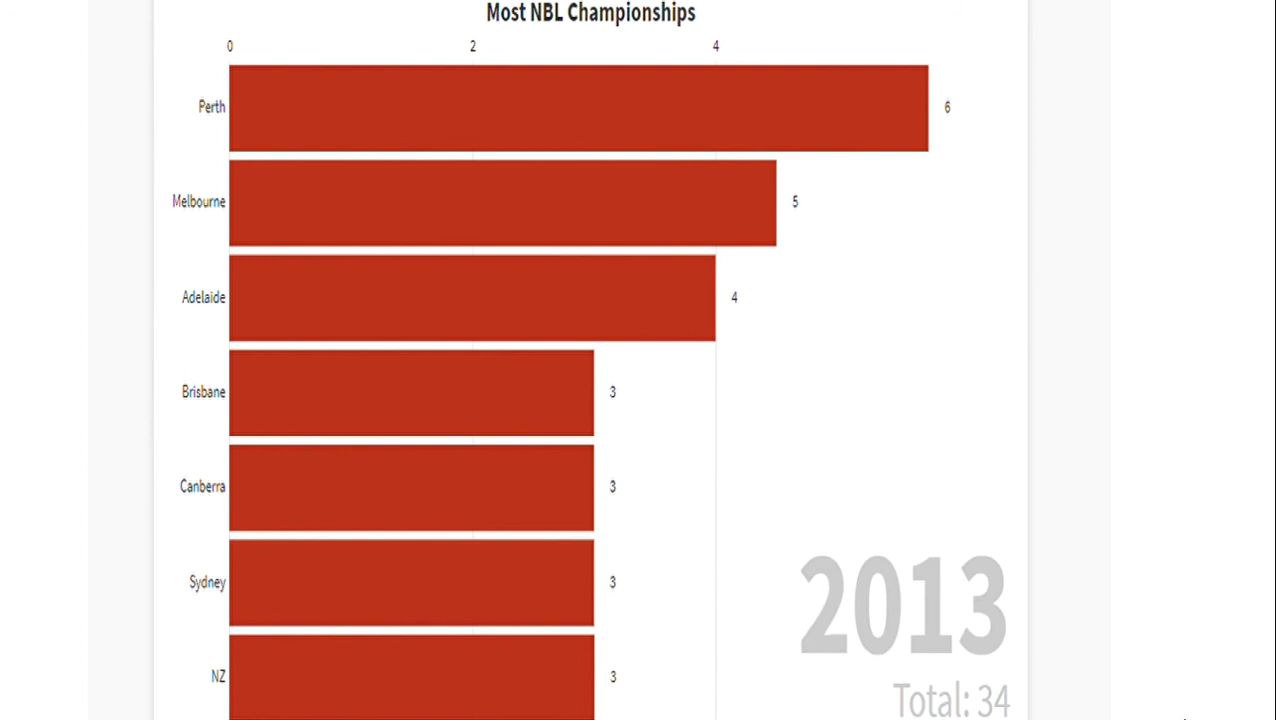 Most NBL Championships
0 2 4
Perth 6
Melbourne 5
Adelaide 4
Brisbane 3
Canberra 3
Sydney 3
NZ 3
2013
Total: 34